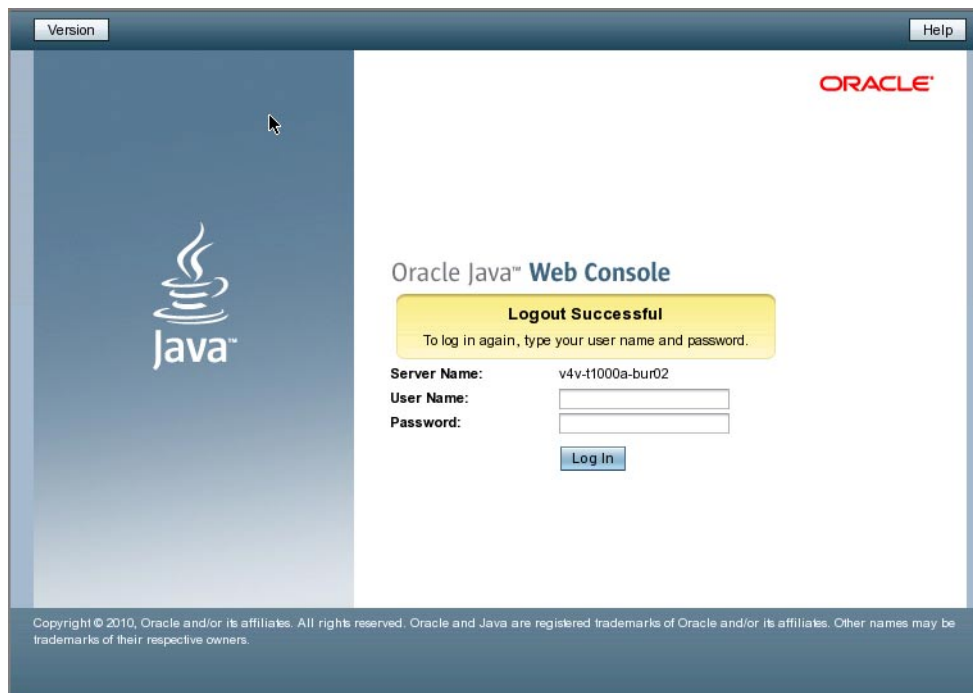 Version
Help
ORACLE
Java™
Oracle Java™ Web Console
Logout Successful
To log in again, type your user name and password.
Server Name: v4v-t1000a-bur02
User Name:
Password:
Log In
Copyright © 2010, Oracle and/or its affiliates. All rights reserved. Oracle and Java are registered trademarks of Oracle and/or its affiliates. Other names may be
trademarks of their respective owners.